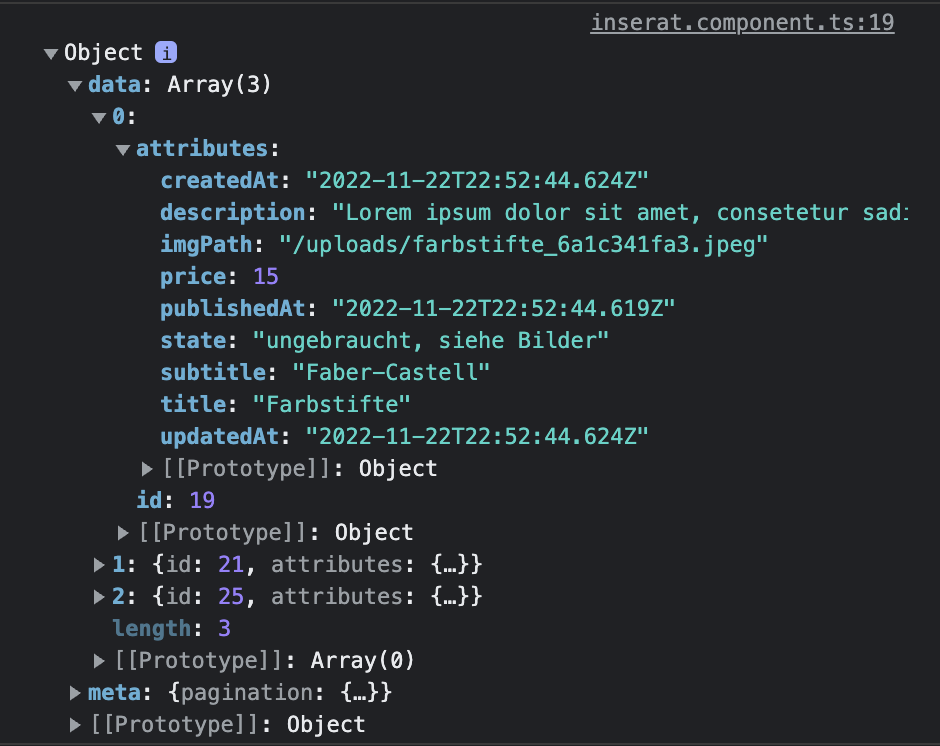 inserat.component.ts:19
Object i
data: Array(3)
0:
attributes:
createdAt: "2022-11-22T22:52:44.624Z"
description: "Lorem ipsum dolor sit amet, consetetur sadi
imgPath: "/uploads/farbstifte_6a1c341fa3.jpeg"
price: 15
publishedAt: "2022-11-22T22:52:44.619Z"
state: "ungebraucht, siehe Bilder"
subtitle: "Faber-Castell"
title: "Farbstifte"
updatedAt: "2022-11-22T22:52:44.624Z"
[[Prototype]]: Object
id: 19
[[Prototype]]: Object
1: {id: 21, attributes: {…}}
2: {id: 25, attributes: {…}}
length: 3
[[Prototype]]: Array(0)
meta: {pagination: {…}}
[[Prototype]]: Object